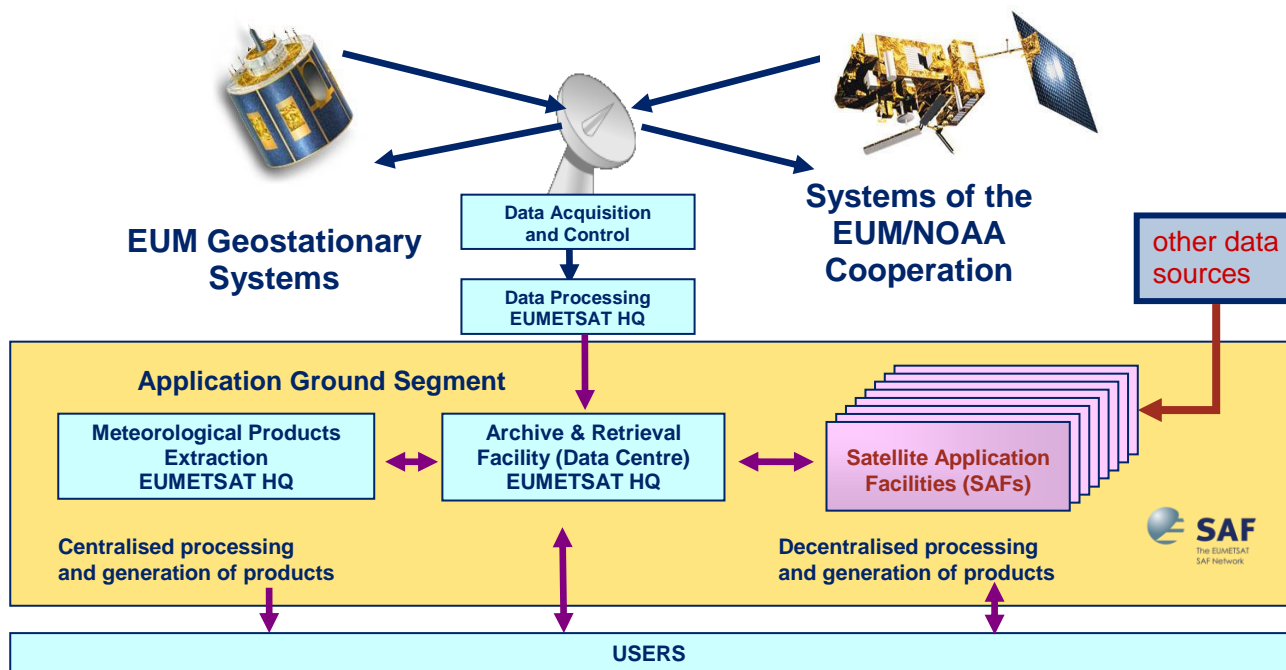 EUM Geostationary
Systems
Data Acquisition
and Control
Systems of the
EUM/NOAA
Cooperation
other data
sources
Data Processing
EUMETSAT HQ
Application Ground Segment
Meteorological Products
Extraction
EUMETSAT HQ
Archive & Retrieval
Facility (Data Centre)
EUMETSAT HQ
Satellite Application
Facilities (SAFs)
SAF
The EUMETSAT
SAF Network
Centralised processing
and generation of products
Decentralised processing
and generation of products
USERS